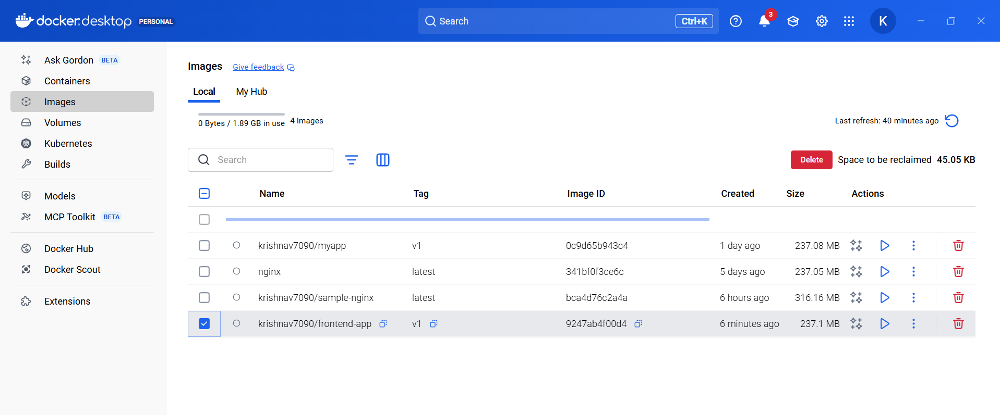 docker.desktop PERSONAL
Search Ctrl+K 3 K
Ask Gordon BETA
Containers
Images
Volumes
Kubernetes
Builds
Models
MCP Toolkit BETA
Docker Hub
Docker Scout
Extensions
Images Give feedback
Local My Hub
0 Bytes / 1.89 GB in use 4 images Last refresh: 40 minutes ago
Search Delete Space to be reclaimed 45.05 KB
Name Tag Image ID Created Size Actions
krishnav7090/myapp v1 0c9d65b943c4 1 day ago 237.08 MB
nginx latest 341bf0f3ce6c 5 days ago 237.05 MB
krishnav7090/sample-nginx latest bca4d76c2a4a 6 hours ago 316.16 MB
krishnav7090/frontend-app v1 9247ab4f00d4 6 minutes ago 237.1 MB